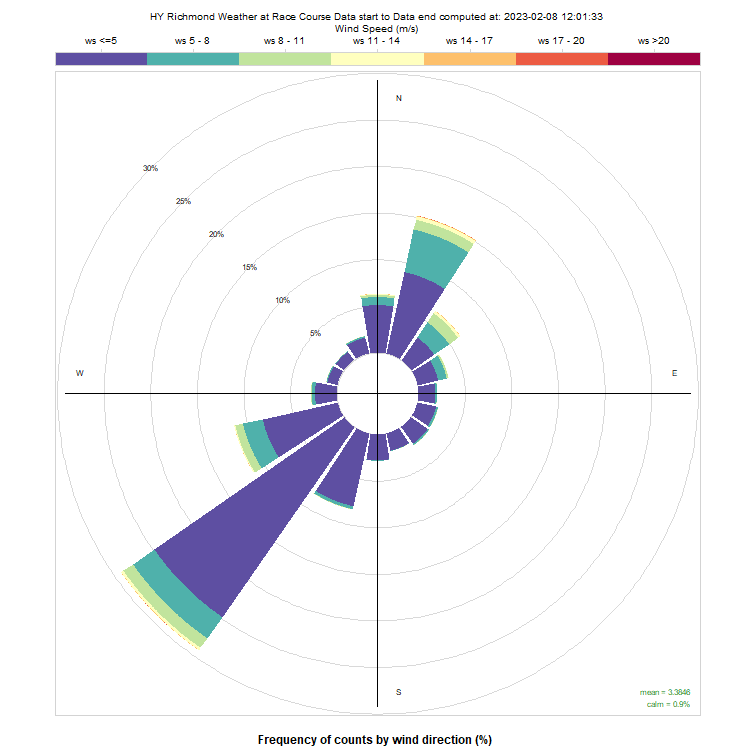 HY Richmond Weather at Race Course Data start to Data end computed at: 2023-02-08 12:01:33
Wind Speed (m/s)
ws <=5 ws 5 - 8 ws 8 - 11 ws 11 - 14 ws 14 - 17 ws 17 - 20 ws >20
N
30%
25%
20%
15%
10%
5%
W
E
S
mean = 3.3846
calm = 0.9%
Frequency of counts by wind direction (%)